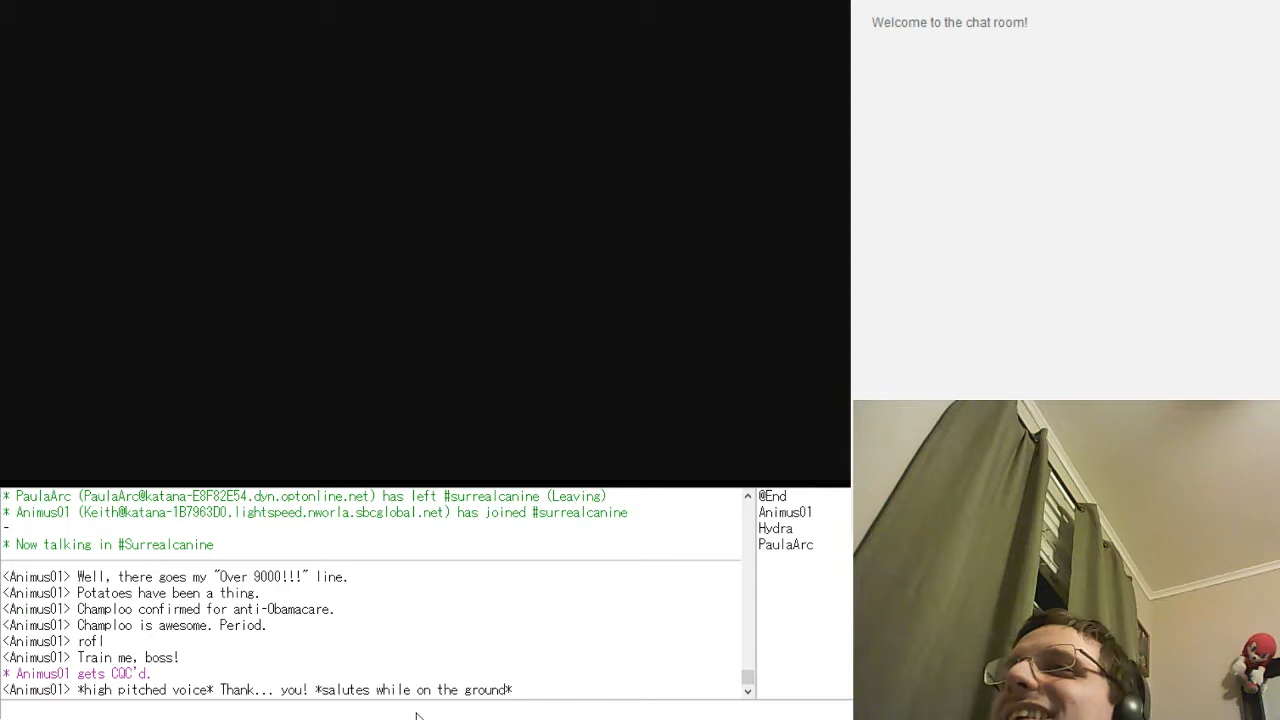 Welcome to the chat room!
* PaulaArc (PaulaArc@katana-E8F82E54.dyn.optonline.net) has left #surrealcanine (Leaving)
* Animus01 (Keith@katana-1B7963D0.lightspeed.nworla.sbcglobal.net) has joined #surrealcanine
-
* Now talking in #Surrealcanine
@End
Animus01
Hydra
PaulaArc
<Animus01> Well, there goes my "Over 9000!!!" line.
<Animus01> Potatoes have been a thing.
<Animus01> Champloo confirmed for anti-Obamacare.
<Animus01> Champloo is awesome. Period.
<Animus01> rofl
<Animus01> Train me, boss!
* Animus01 gets CQC'd.
<Animus01> *high pitched voice* Thank... you! *salutes while on the ground*